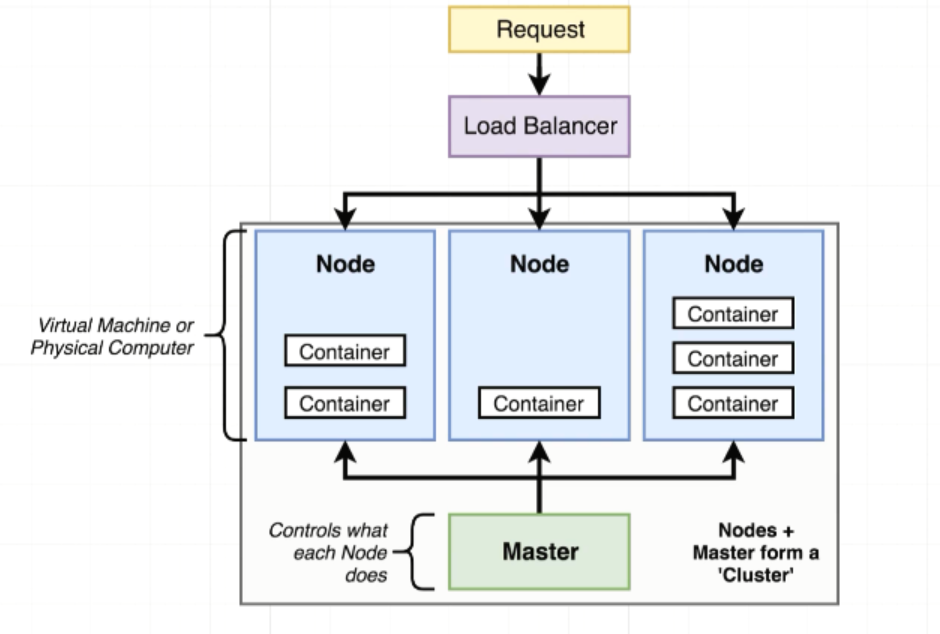 Request
Load Balancer
Node
Node
Node
Container
Container
Container
Container
Container
Container
Virtual Machine or
Physical Computer
Controls what
each Node
does
Master
Nodes +
Master form a
'Cluster'